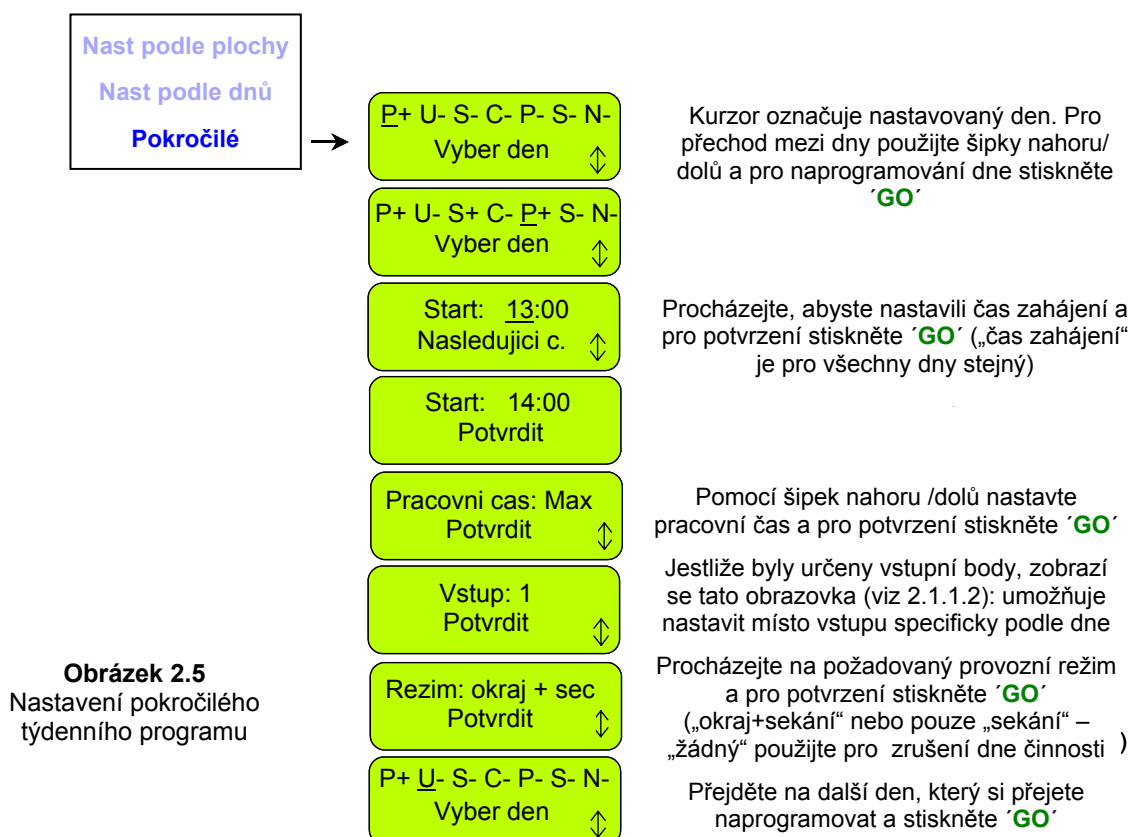 Nast podle plochy
Nast podle dnů
Pokročilé
P+ U- S- C- P- S- N-
Vyber den
Kurzor označuje nastavovaný den. Pro
přechod mezi dny použijte šipky nahoru/
dolů a pro naprogramování dne stiskněte
´GO´
P+ U- S+ C- P+ S- N-
Vyber den
Start: 13:00
Nasledujici c.
Procházejte, abyste nastavili čas zahájení a
pro potvrzení stiskněte ´GO´ („čas zahájení“
je pro všechny dny stejný)
Start: 14:00
Potvrdit
Pracovni cas: Max
Potvrdit
Pomocí šipek nahoru /dolů nastavte
pracovní čas a pro potvrzení stiskněte ´GO´
Vstup: 1
Potvrdit
Jestliže byly určeny vstupní body, zobrazí
se tato obrazovka (viz 2.1.1.2): umožňuje
nastavit místo vstupu specificky podle dne
Obrázek 2.5
Nastavení pokročilého
týdenního programu
Rezim: okraj + sec
Potvrdit
Procházejte na požadovaný provozní režim
a pro potvrzení stiskněte ´GO´
(„okraj+sekání“ nebo pouze „sekání“ –
„žádný“ použijte pro zrušení dne činnosti )
P+ U- S- C- P- S- N-
Vyber den
Přejděte na další den, který si přejete
naprogramovat a stiskněte ´GO´